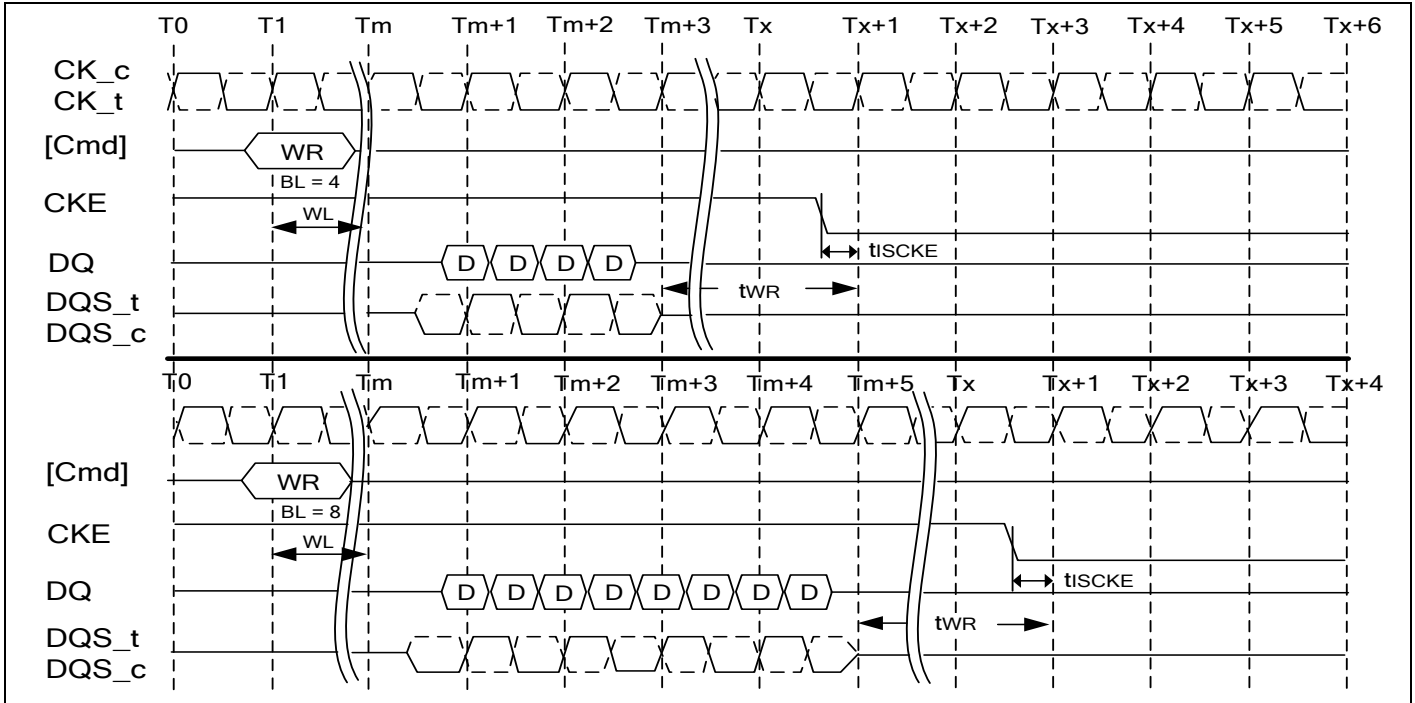 T0 T1 Tm Tm+1 Tm+2 Tm+3 Tx Tx+1 Tx+2 Tx+3 Tx+4 Tx+5 Tx+6
CK_c
CK_t
[Cmd] WR
BL = 4
CKE
WL
tISCKE
DQ D D D D
tWR
DQS_t
DQS_c
T0 T1 Tm Tm+1 Tm+2 Tm+3 Tm+4 Tm+5 Tx Tx+1 Tx+2 Tx+3 Tx+4
[Cmd] WR
BL = 8
CKE
WL
tISCKE
DQ D D D D D D D D
tWR
DQS_t
DQS_c